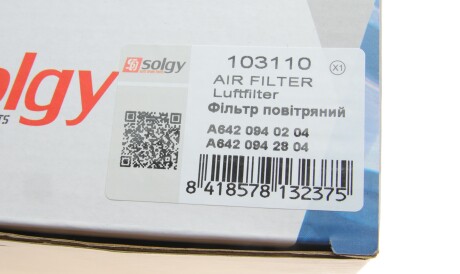 solgy
103110
X1
AIR FILTER
Luftfilter
Фільтр повітряний
A642 094 02 04
A642 094 28 04
8 418578 132375
olgy
TS